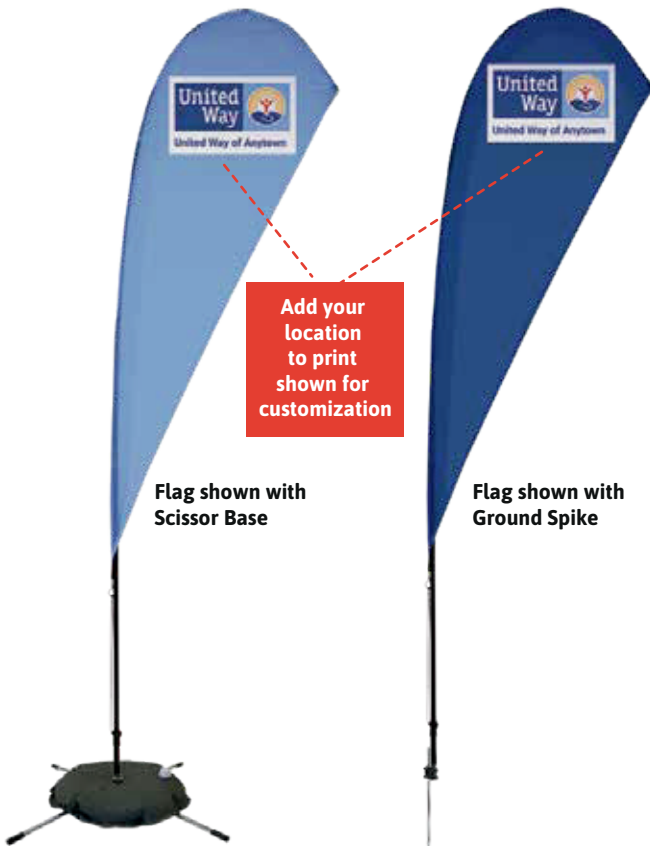 United
Way
United Way of Anytown
United
Way
United Way of Anytown
Add your
location
to print
shown for
customization
Flag shown with
Scissor Base
Flag shown with
Ground Spike